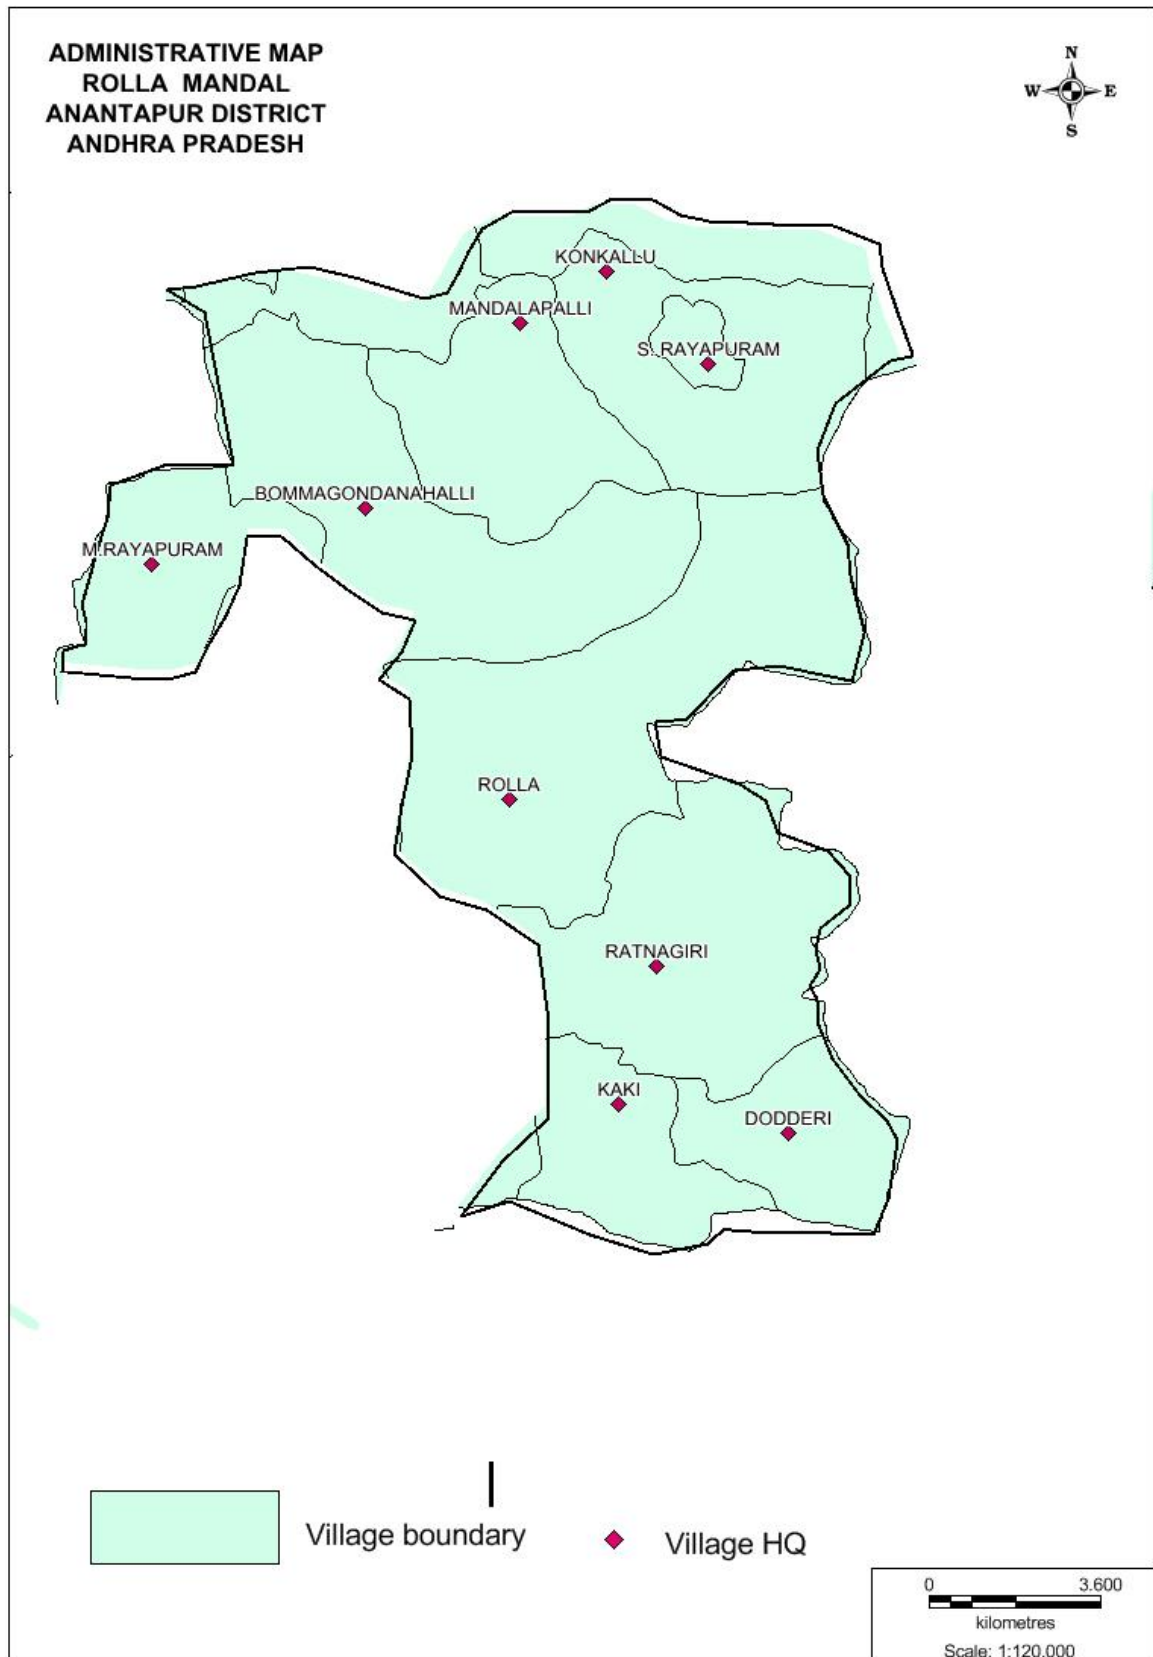 ADMINISTRATIVE MAP
ROLLA MANDAL
ANANTAPUR DISTRICT
ANDHRA PRADESH
N
W E
S
KONKALLU
MANDALAPALLI
S. RAYAPURAM
BOMMAGONDANAHALLI
M.RAYAPURAM
ROLLA
RATNAGIRI
KAKI
DODDERI
Village boundary
Village HQ
0 3.600
kilometres
Scale: 1:120,000